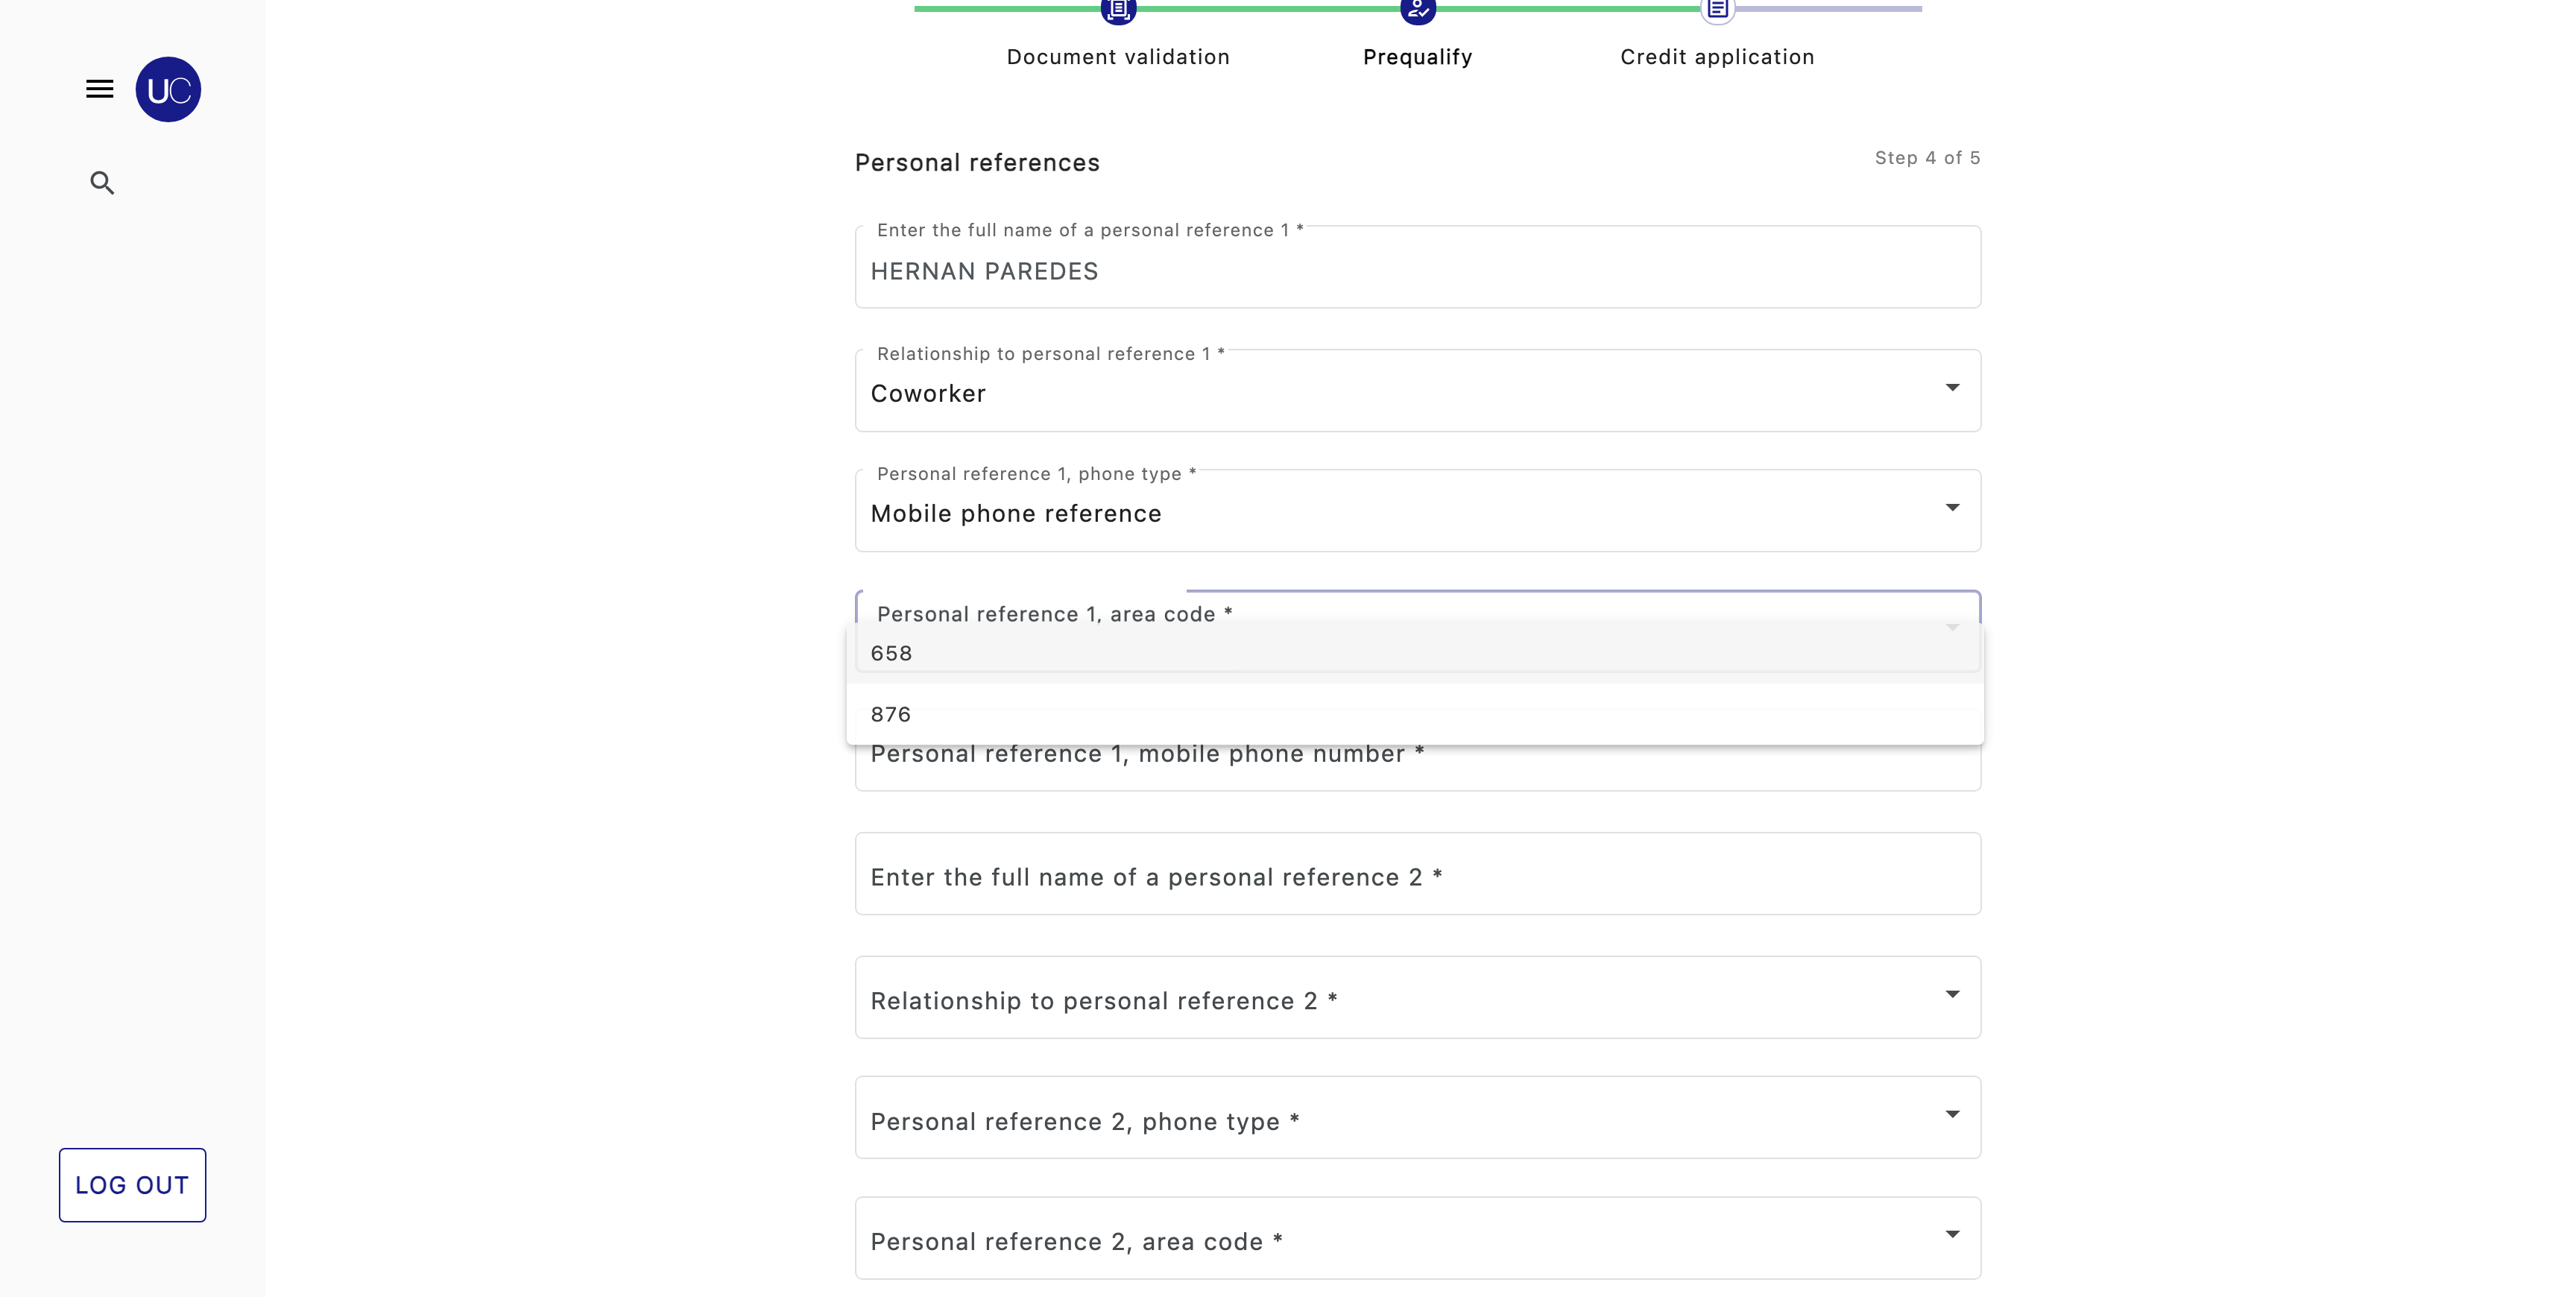 Document validation
Prequalify
Credit application
UC
Personal references
Step 4 of 5
Enter the full name of a personal reference 1 *
HERNAN PAREDES
Relationship to personal reference 1 *
Coworker
Personal reference 1, phone type *
Mobile phone reference
Personal reference 1, area code *
658
876
Personal reference 1, mobile phone number *
Enter the full name of a personal reference 2 *
Relationship to personal reference 2 *
Personal reference 2, phone type *
LOG OUT
Personal reference 2, area code *